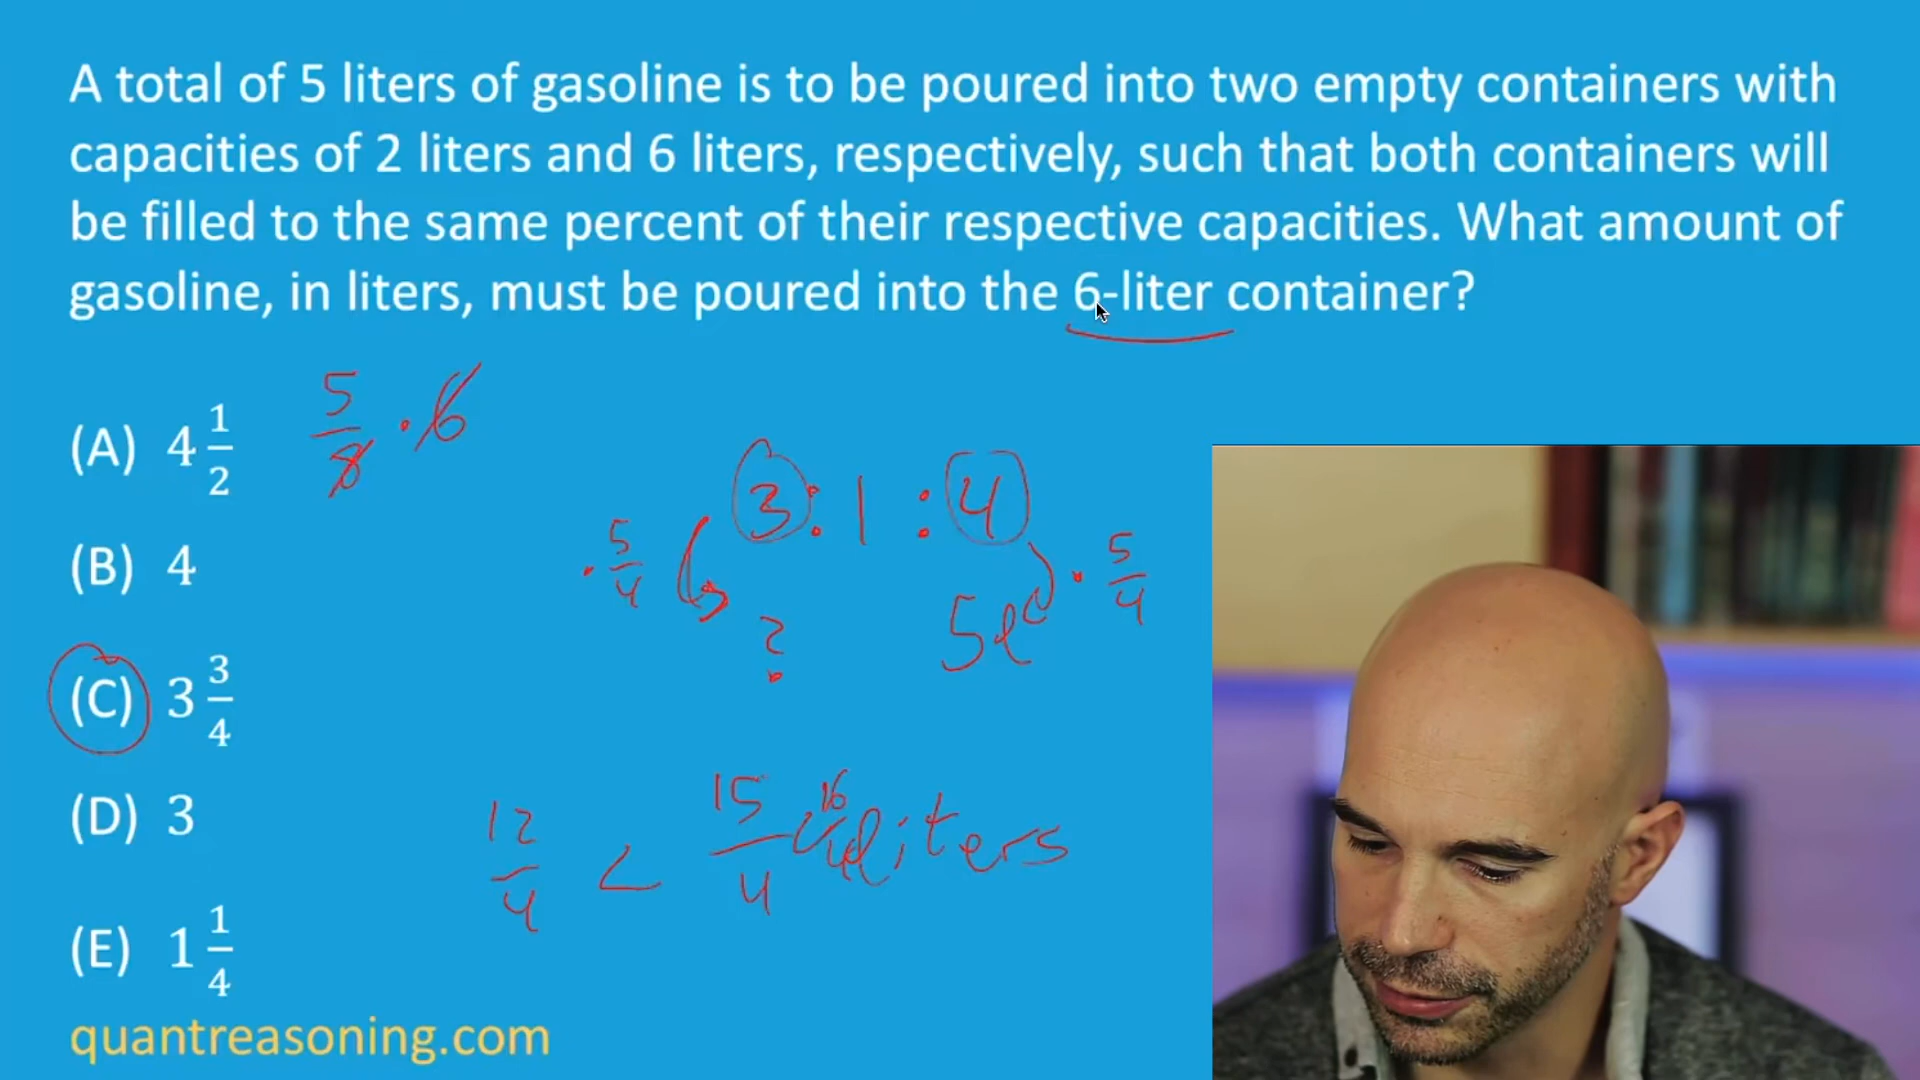 A total of 5 liters of gasoline is to be poured into two empty containers with
capacities of 2 liters and 6 liters, respectively, such that both containers will
be filled to the same percent of their respective capacities. What amount of
gasoline, in liters, must be poured into the 6-liter container?
(A) 4 1/2
5/8 · 6
(B) 4
3 : 1 : 4
· 5/4
· 5/4
?
5l
(C) 3 3/4
(D) 3
12/4 < 15/4 < 16/4 liters
(E) 1 1/4
quantreasoning.com